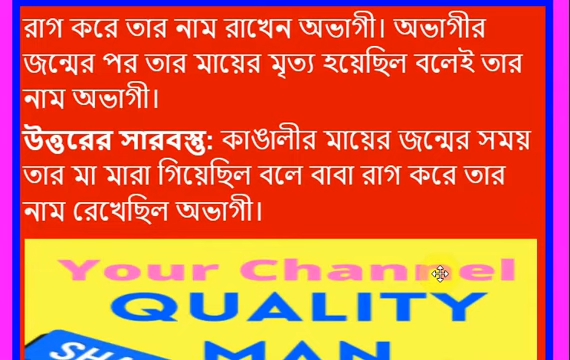 রাগ করে তার নাম রাখেন অভাগী। অভাগীর
জন্মের পর তার মায়ের মৃত্য হয়েছিল বলেই তার
নাম অভাগী।
উত্তরের সারবস্তু: কাঙালীর মায়ের জন্মের সময়
তার মা মারা গিয়েছিল বলে বাবা রাগ করে তার
নাম রেখেছিল অভাগী।
Your Channel
QUALITY
MAN